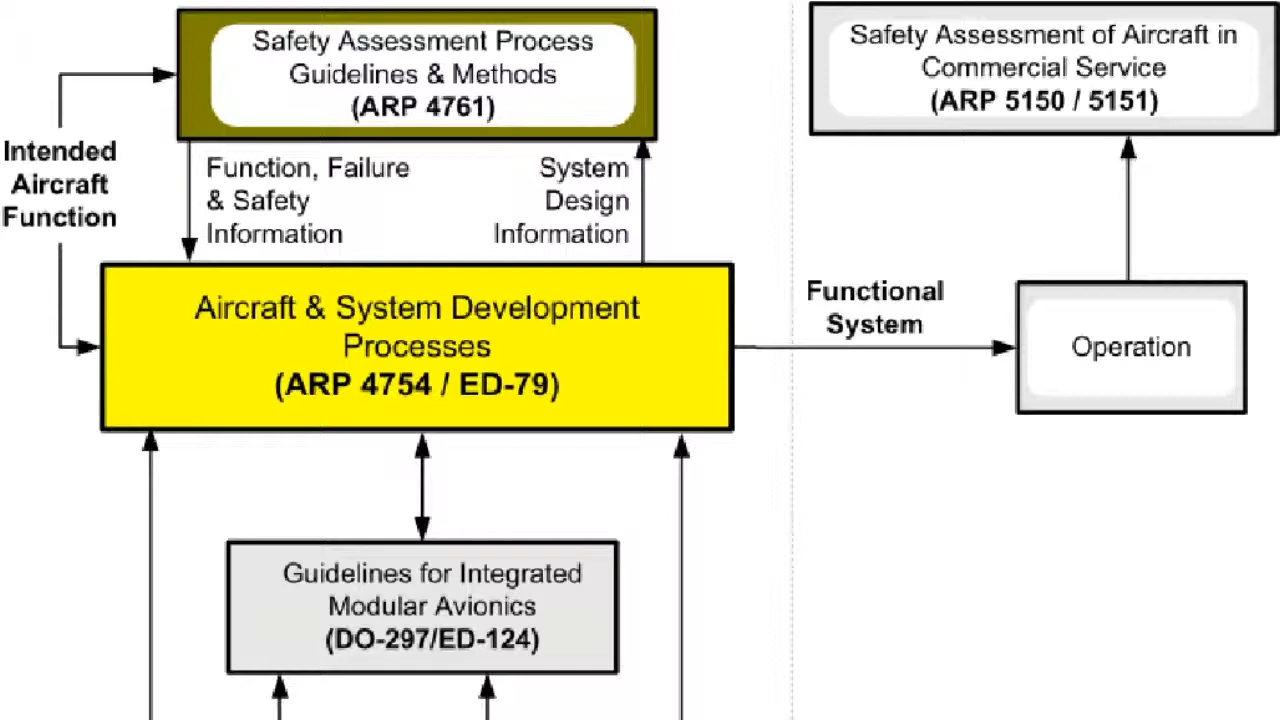 Safety Assessment Process
Guidelines & Methods
(ARP 4761)
Safety Assessment of Aircraft in
Commercial Service
(ARP 5150 / 5151)
Intended
Aircraft
Function
Function, Failure
& Safety
Information
System
Design
Information
Aircraft & System Development
Processes
(ARP 4754 / ED-79)
Functional
System
Operation
Guidelines for Integrated
Modular Avionics
(DO-297/ED-124)